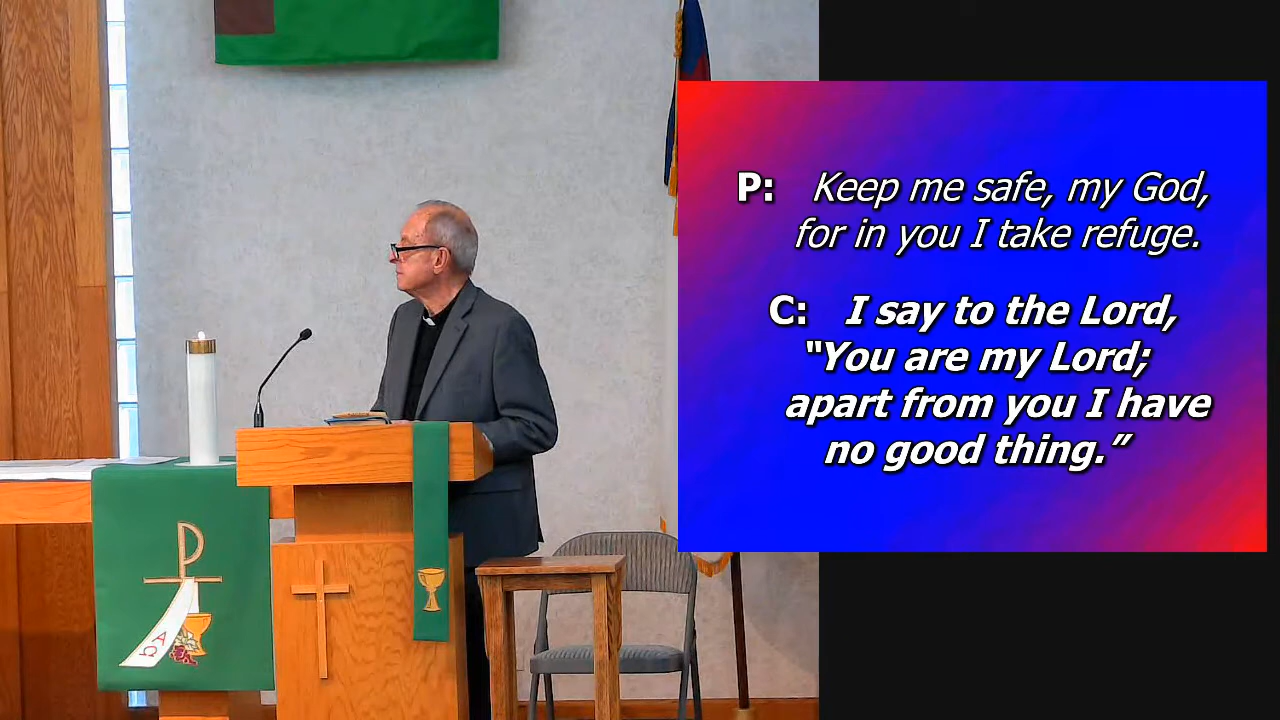 P: Keep me safe, my God,
for in you I take refuge.
C: I say to the Lord,
“You are my Lord;
apart from you I have
no good thing.”
ΑΩ